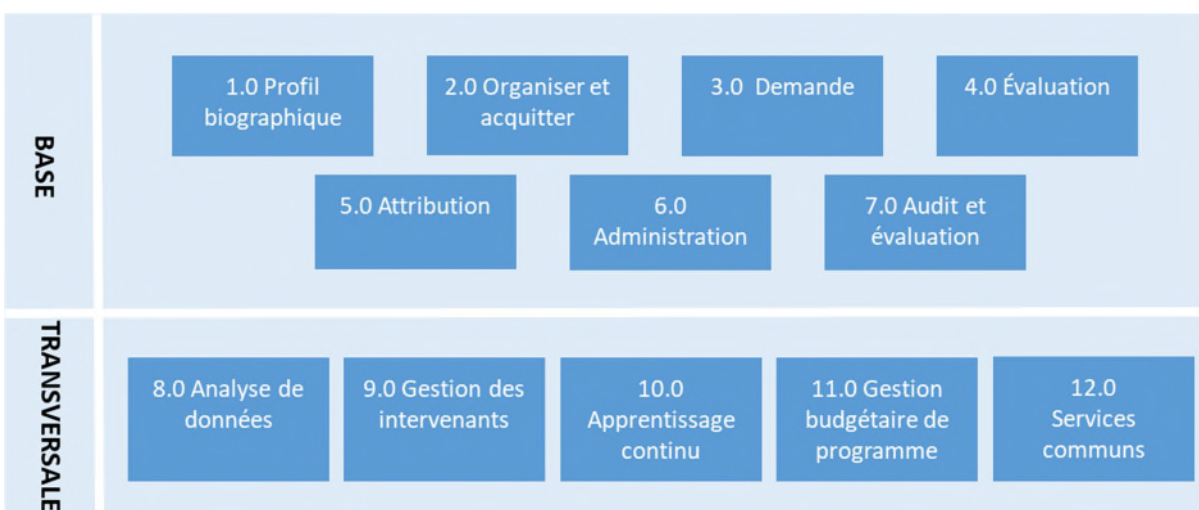 BASE
1.0 Profil
biographique
2.0 Organiser et
acquitter
3.0 Demande
4.0 Évaluation
5.0 Attribution
6.0
Administration
7.0 Audit et
évaluation
TRANSVERSALE
8.0 Analyse de
données
9.0 Gestion des
intervenants
10.0
Apprentissage
continu
11.0 Gestion
budgétaire de
programme
12.0
Services
communs